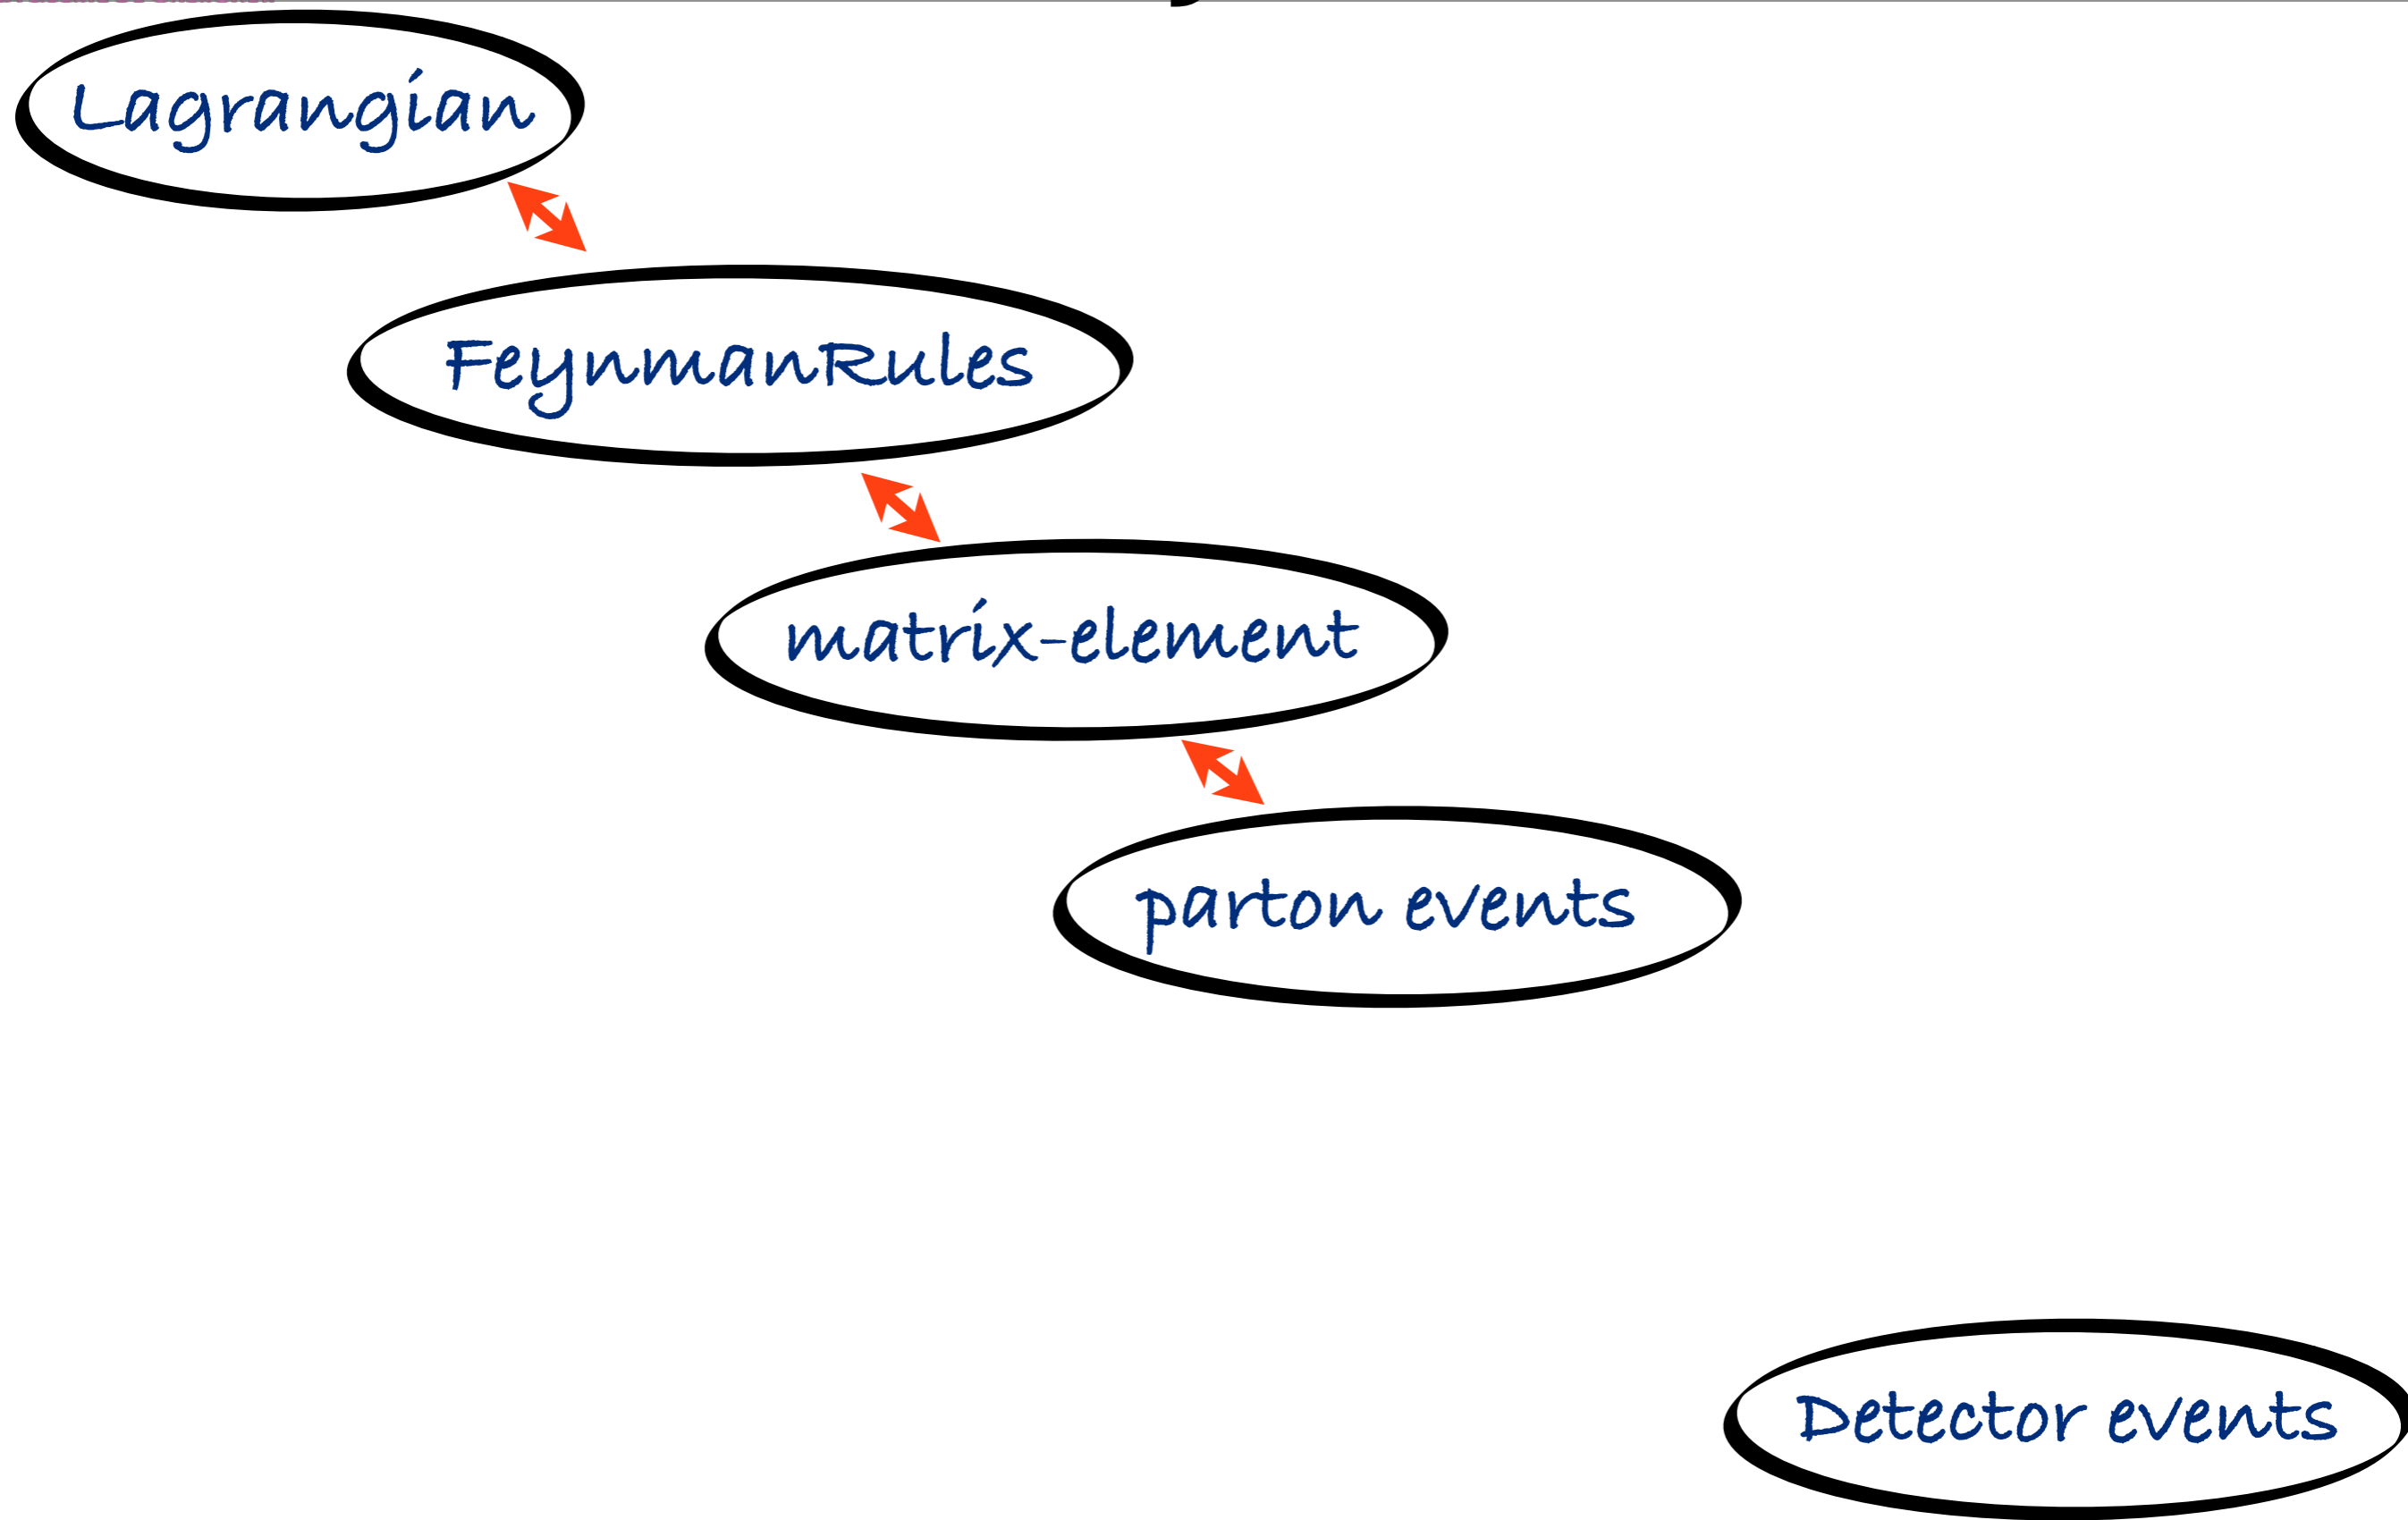 Lagrangian
FeynmanRules
matrix-element
parton events
Detector events